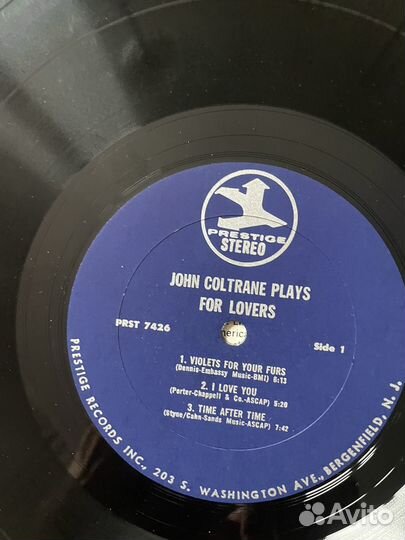 PRESTIGE
STEREO
JOHN COLTRANE PLAYS
FOR LOVERS
PRST 7426
Side 1
1. VIOLETS FOR YOUR FURS
(Dennis-Embassy Music-BMI) 6:13
2. I LOVE YOU
(Porter-Chappell & Co.-ASCAP) 5:20
3. TIME AFTER TIME
(Styne/Cahn-Sands Music-ASCAP) 7:42
PRESTIGE RECORDS INC., 203 S. WASHINGTON AVE., BERGENFIELD, N. J.
Avito